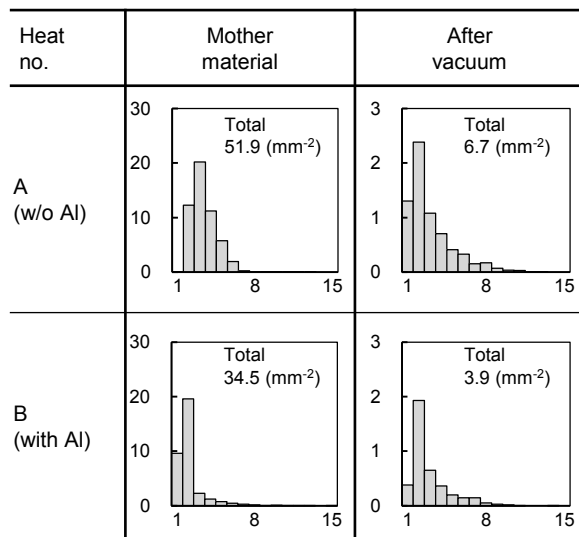 Heat no.
Mother material
After vacuum
A (w/o Al)
30
20
10
0
Total
51.9 (mm⁻²)
1 8 15
3
2
1
0
Total
6.7 (mm⁻²)
1 8 15
B (with Al)
30
20
10
0
Total
34.5 (mm⁻²)
1 8 15
3
2
1
0
Total
3.9 (mm⁻²)
1 8 15